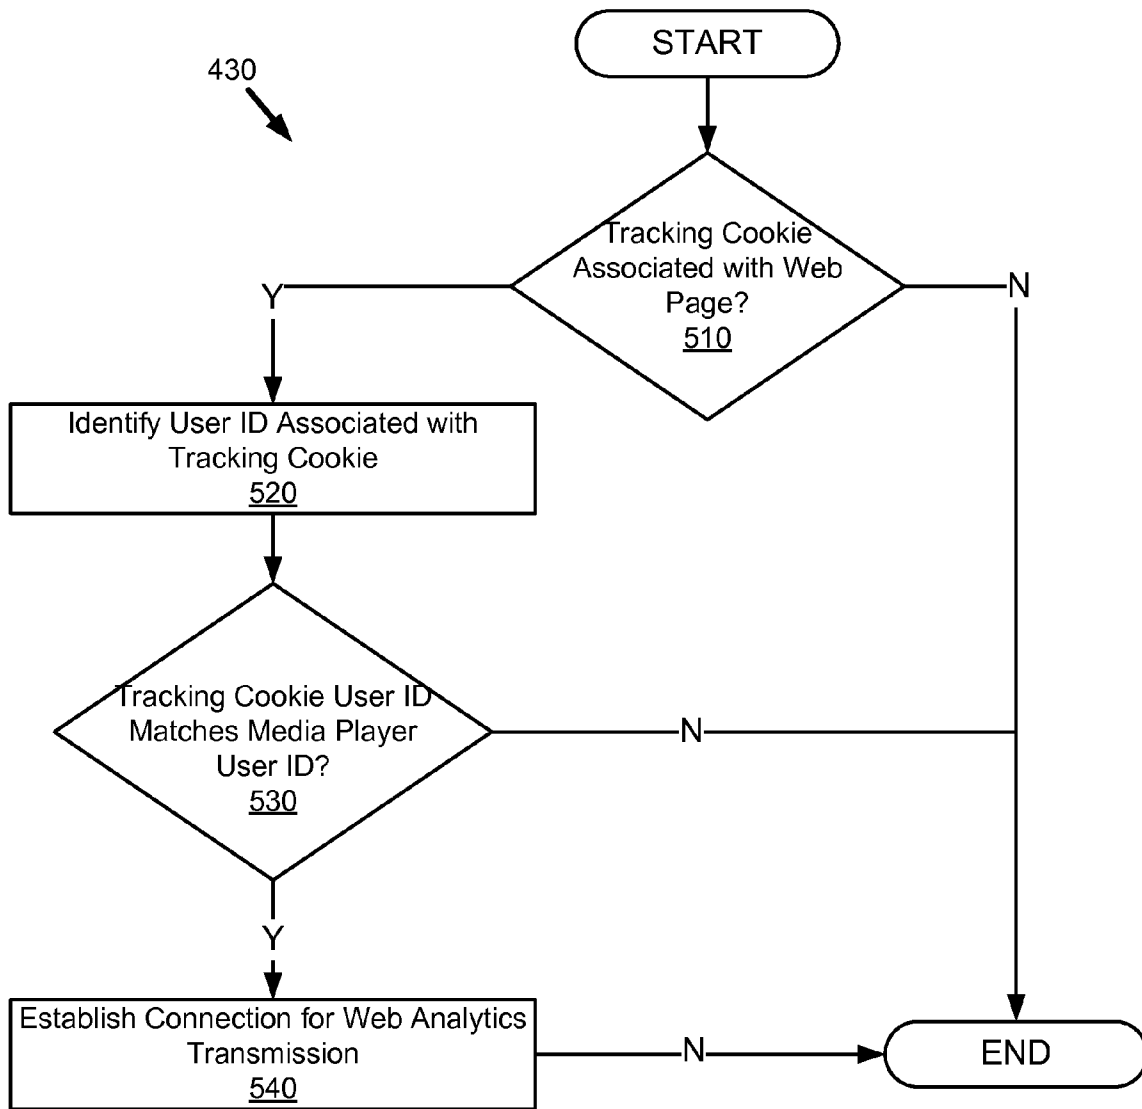 START
430
Tracking Cookie
Associated with Web
Page?
510
Y
N
Identify User ID Associated with
Tracking Cookie
520
Tracking Cookie User ID
Matches Media Player
User ID?
530
N
Y
Establish Connection for Web Analytics
Transmission
540
N
END